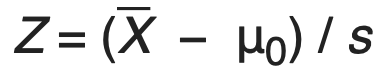 Z = (X̅ − μ₀) / s